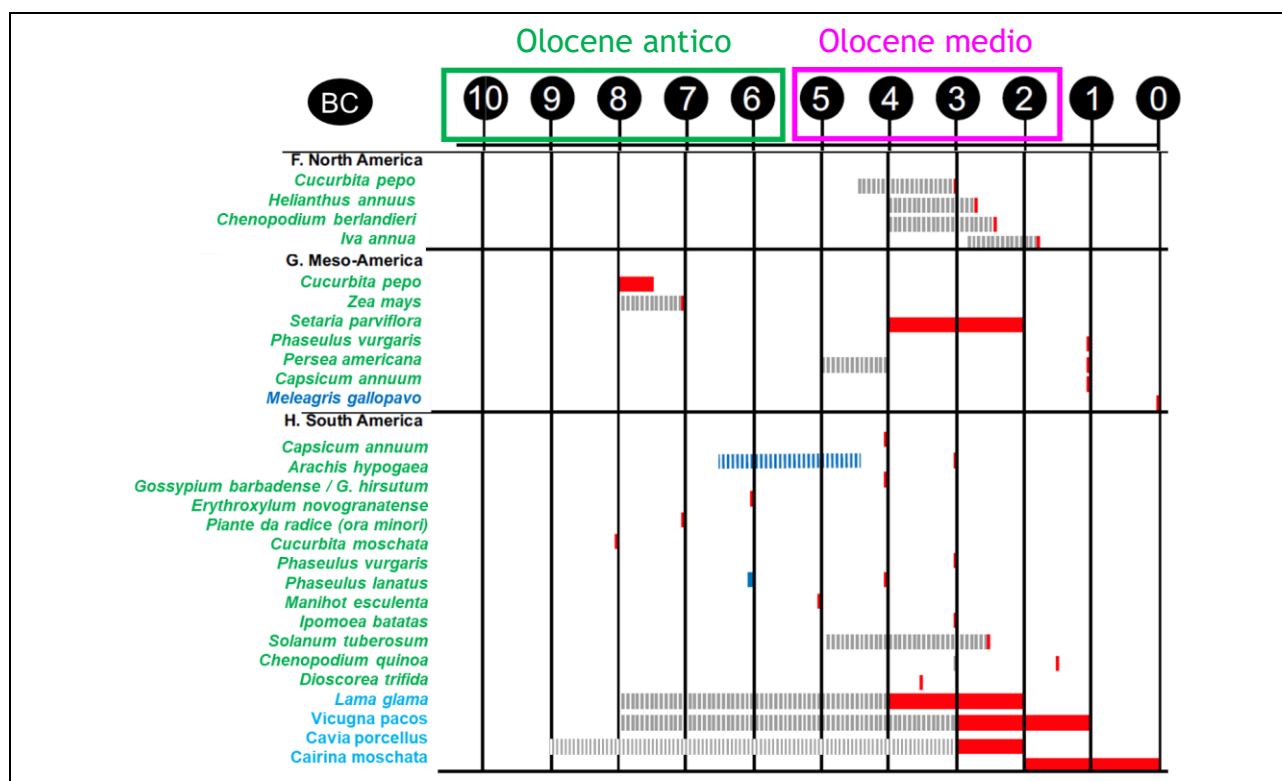 Olocene antico Olocene medio
BC 10 9 8 7 6 5 4 3 2 1 0
F. North America
Cucurbita pepo
Helianthus annuus
Chenopodium berlandieri
Iva annua
G. Meso-America
Cucurbita pepo
Zea mays
Setaria parviflora
Phaseulus vurgaris
Persea americana
Capsicum annuum
Meleagris gallopavo
H. South America
Capsicum annuum
Arachis hypogaea
Gossypium barbadense / G. hirsutum
Erythroxylum novogranatense
Piante da radice (ora minori)
Cucurbita moschata
Phaseulus vurgaris
Phaseulus lanatus
Manihot esculenta
Ipomoea batatas
Solanum tuberosum
Chenopodium quinoa
Dioscorea trifida
Lama glama
Vicugna pacos
Cavia porcellus
Cairina moschata